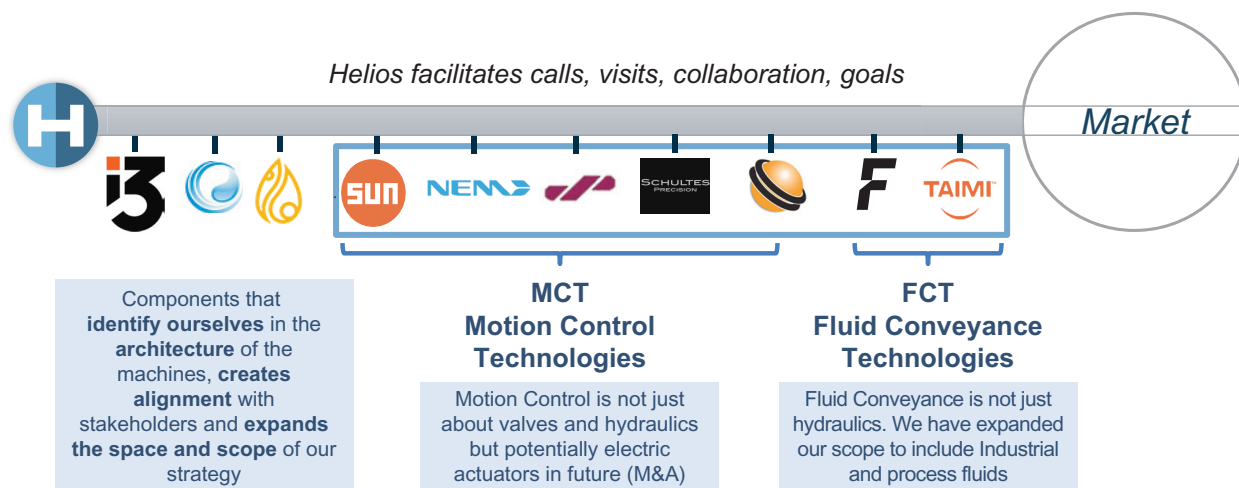 Helios facilitates calls, visits, collaboration, goals
H
Market
i3
sun
NEM
SCHULTES
PRECISION
F
TAIMI™
Components that
identify ourselves in the
architecture of the
machines, creates
alignment with
stakeholders and expands
the space and scope of our
strategy
MCT
Motion Control
Technologies
Motion Control is not just
about valves and hydraulics
but potentially electric
actuators in future (M&A)
FCT
Fluid Conveyance
Technologies
Fluid Conveyance is not just
hydraulics. We have expanded
our scope to include Industrial
and process fluids